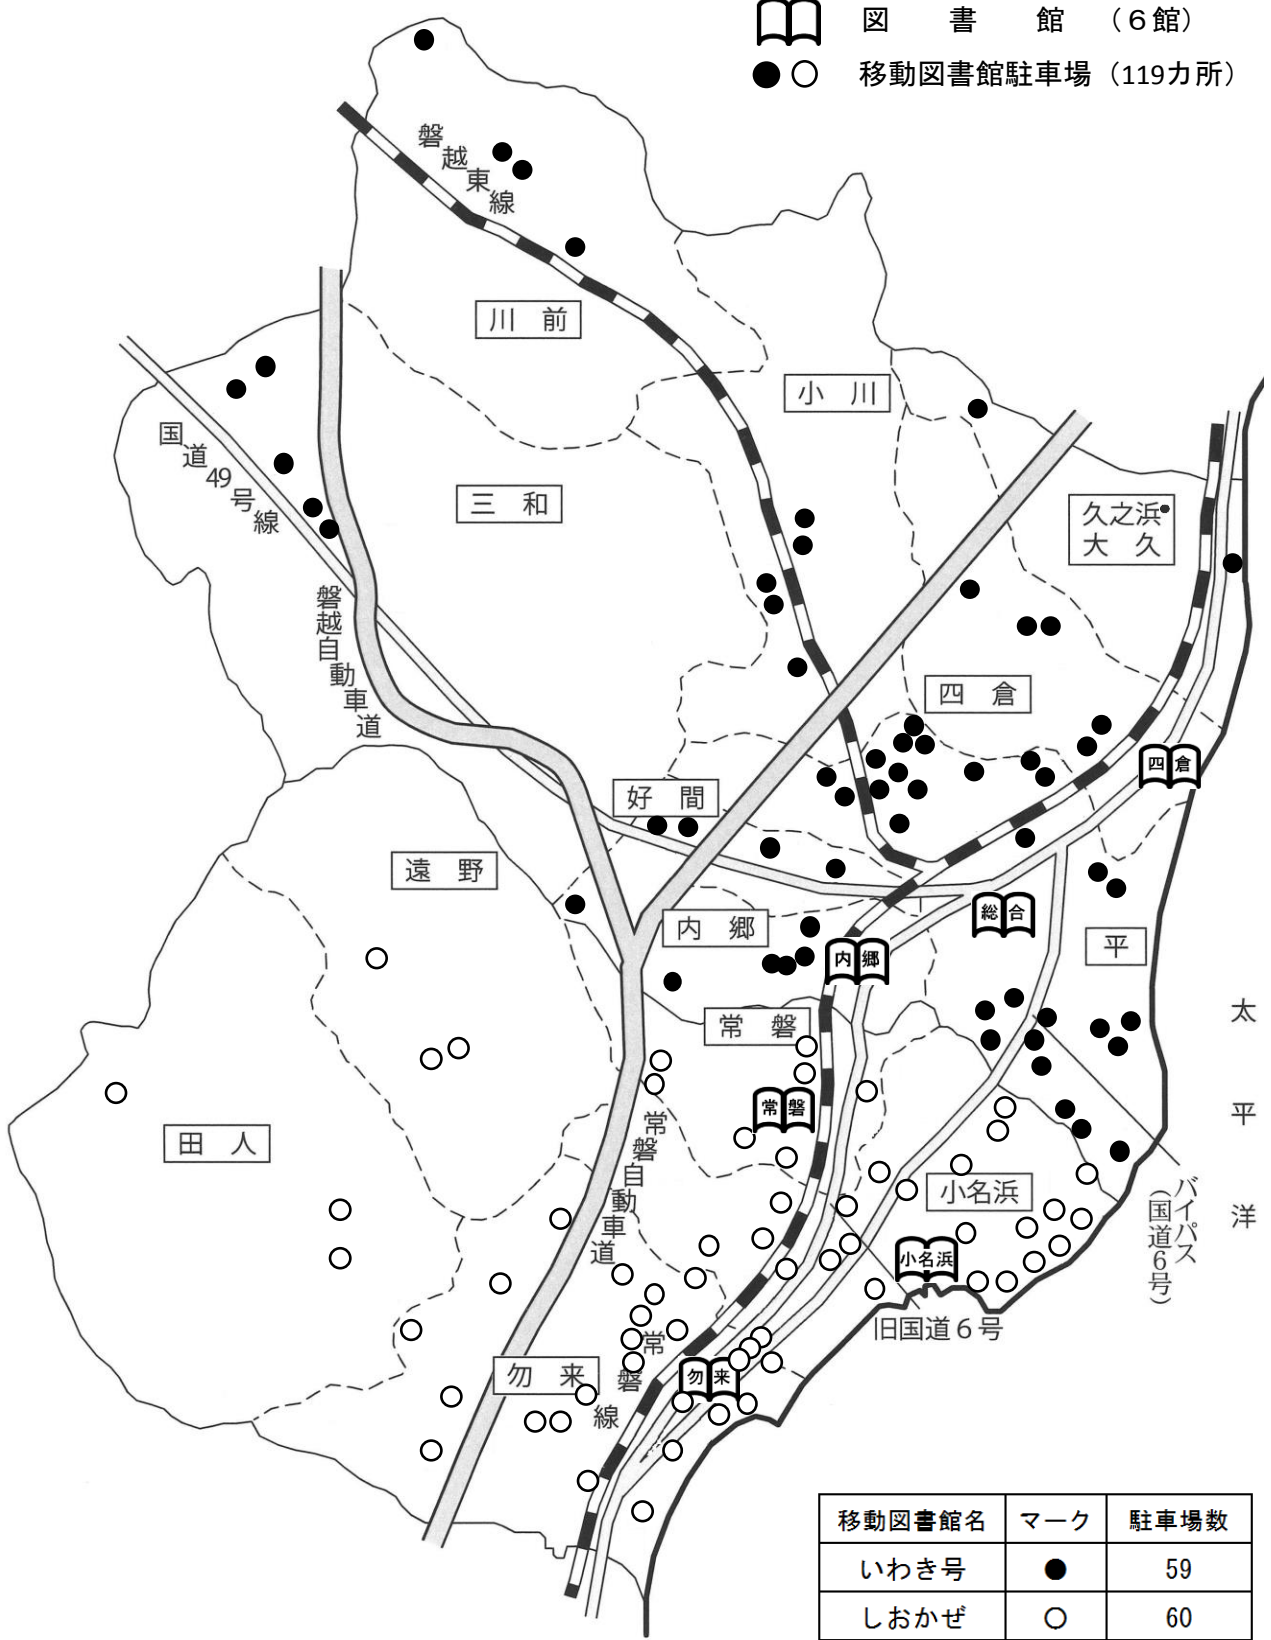 図　書　館　（６館）
移動図書館駐車場（119カ所）
磐越東線
川　前
小　川
国道49号線
三　和
久之浜
大　久
磐越自動車道
四　倉
四倉
好　間
遠　野
総合
内　郷
平
内郷
太平洋
常　磐
常磐
常磐自動車道
田　人
小名浜
バイパス
（国道６号）
小名浜
旧国道６号
常磐線
勿　来
勿来
移動図書館名　マーク　駐車場数
いわき号　●　59
しおかぜ　○　60